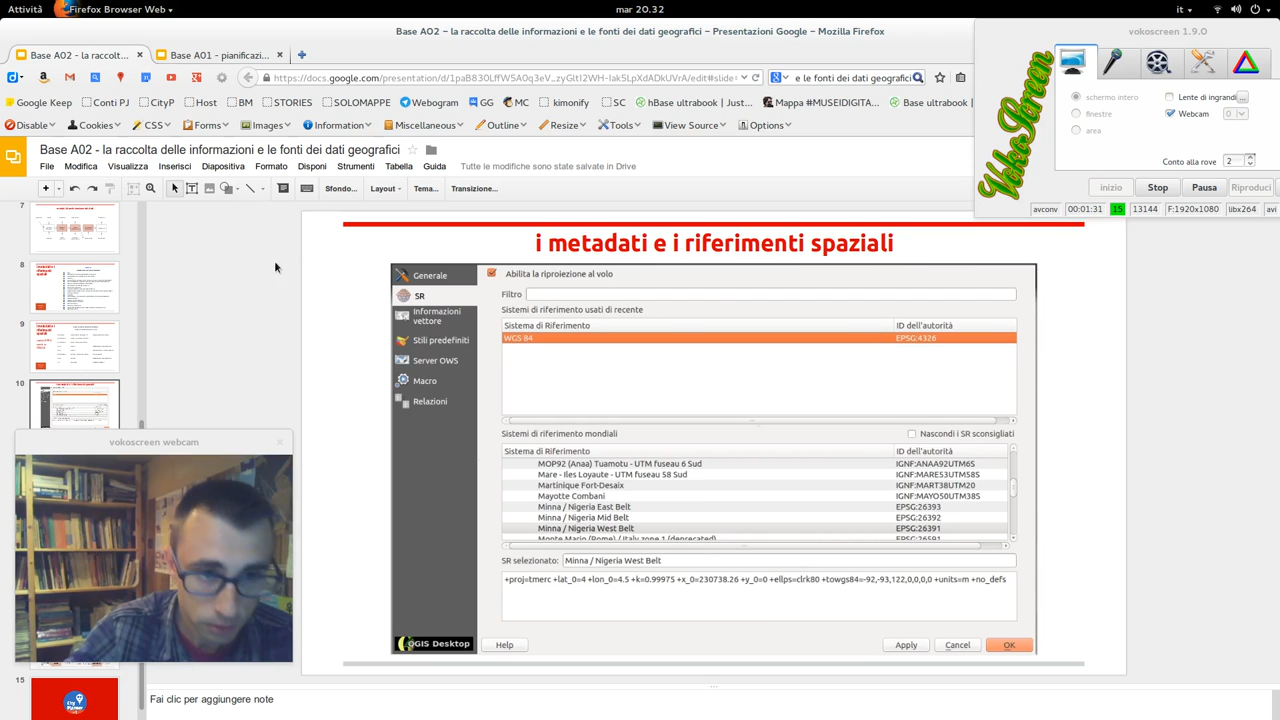 Attività Firefox Browser Web mar 20.32 it
Base A02 - la raccolta delle informazioni e le fonti dei dati geografici - Presentazioni Google - Mozilla Firefox
vokoscreen 1.9.0
Base A02 - la raccolt... × Base A01 - pianificazi... ×
https://docs.google.com/presentation/d/ e le fonti dei dati geografici
Google Keep Conti PJ CityP Host BM STORIES SOLOMAPPE Webogram GG MC kimonify SC hBase ultrabook | Just... Mappa #MUSEIDIGITA... Base ultrabook
Disable Cookies CSS Forms Images Outline Resize Tools View Source Options
VokoScreen
schermo intero Lente di ingrandi ...
finestre Webcam 0
area
Conto alla rove 2
inizio Stop Pausa Riproduci
avconv 00:01:31 15 13144 F:1920x1080 libx264 avi
Base A02 - la raccolta delle informazioni e le fonti dei dati geografici
File Modifica Visualizza Inserisci Diapositiva Formato Disponi Strumenti Tabella Guida Tutte le modifiche sono state salvate in Drive
Sfondo... Layout Tema... Transizione...
7
8
9
10
15
i metadati e i riferimenti spaziali
Generale
SR
Informazioni
vettore
Stili predefiniti
Server OWS
Macro
Relazioni
QGIS Desktop
Abilita la riproiezione al volo
Filtro
Sistemi di riferimento usati di recente
Sistema di Riferimento ID dell'autorità
WGS 84 EPSG:4326
Sistemi di riferimento mondiali Nascondi i SR sconsigliati
Sistema di Riferimento ID dell'autorità
MOP92 (Anaa) Tuamotu - UTM fuseau 6 Sud IGNF:ANAA92UTM6S
Mare - Iles Loyaute - UTM fuseau 58 Sud IGNF:MARE53UTM58S
Martinique Fort-Desaix IGNF:MART38UTM20
Mayotte Combani IGNF:MAYO50UTM38S
Minna / Nigeria East Belt EPSG:26393
Minna / Nigeria Mid Belt EPSG:26392
Minna / Nigeria West Belt EPSG:26391
Monte Mario (Rome) / Italy zone 1 (deprecated) EPSG:26591
SR selezionato: Minna / Nigeria West Belt
+proj=tmerc +lat_0=4 +lon_0=4.5 +k=0.99975 +x_0=230738.26 +y_0=0 +ellps=clrk80 +towgs84=-92,-93,122,0,0,0,0 +units=m +no_defs
Help Apply Cancel OK
vokoscreen webcam ×
Fai clic per aggiungere note